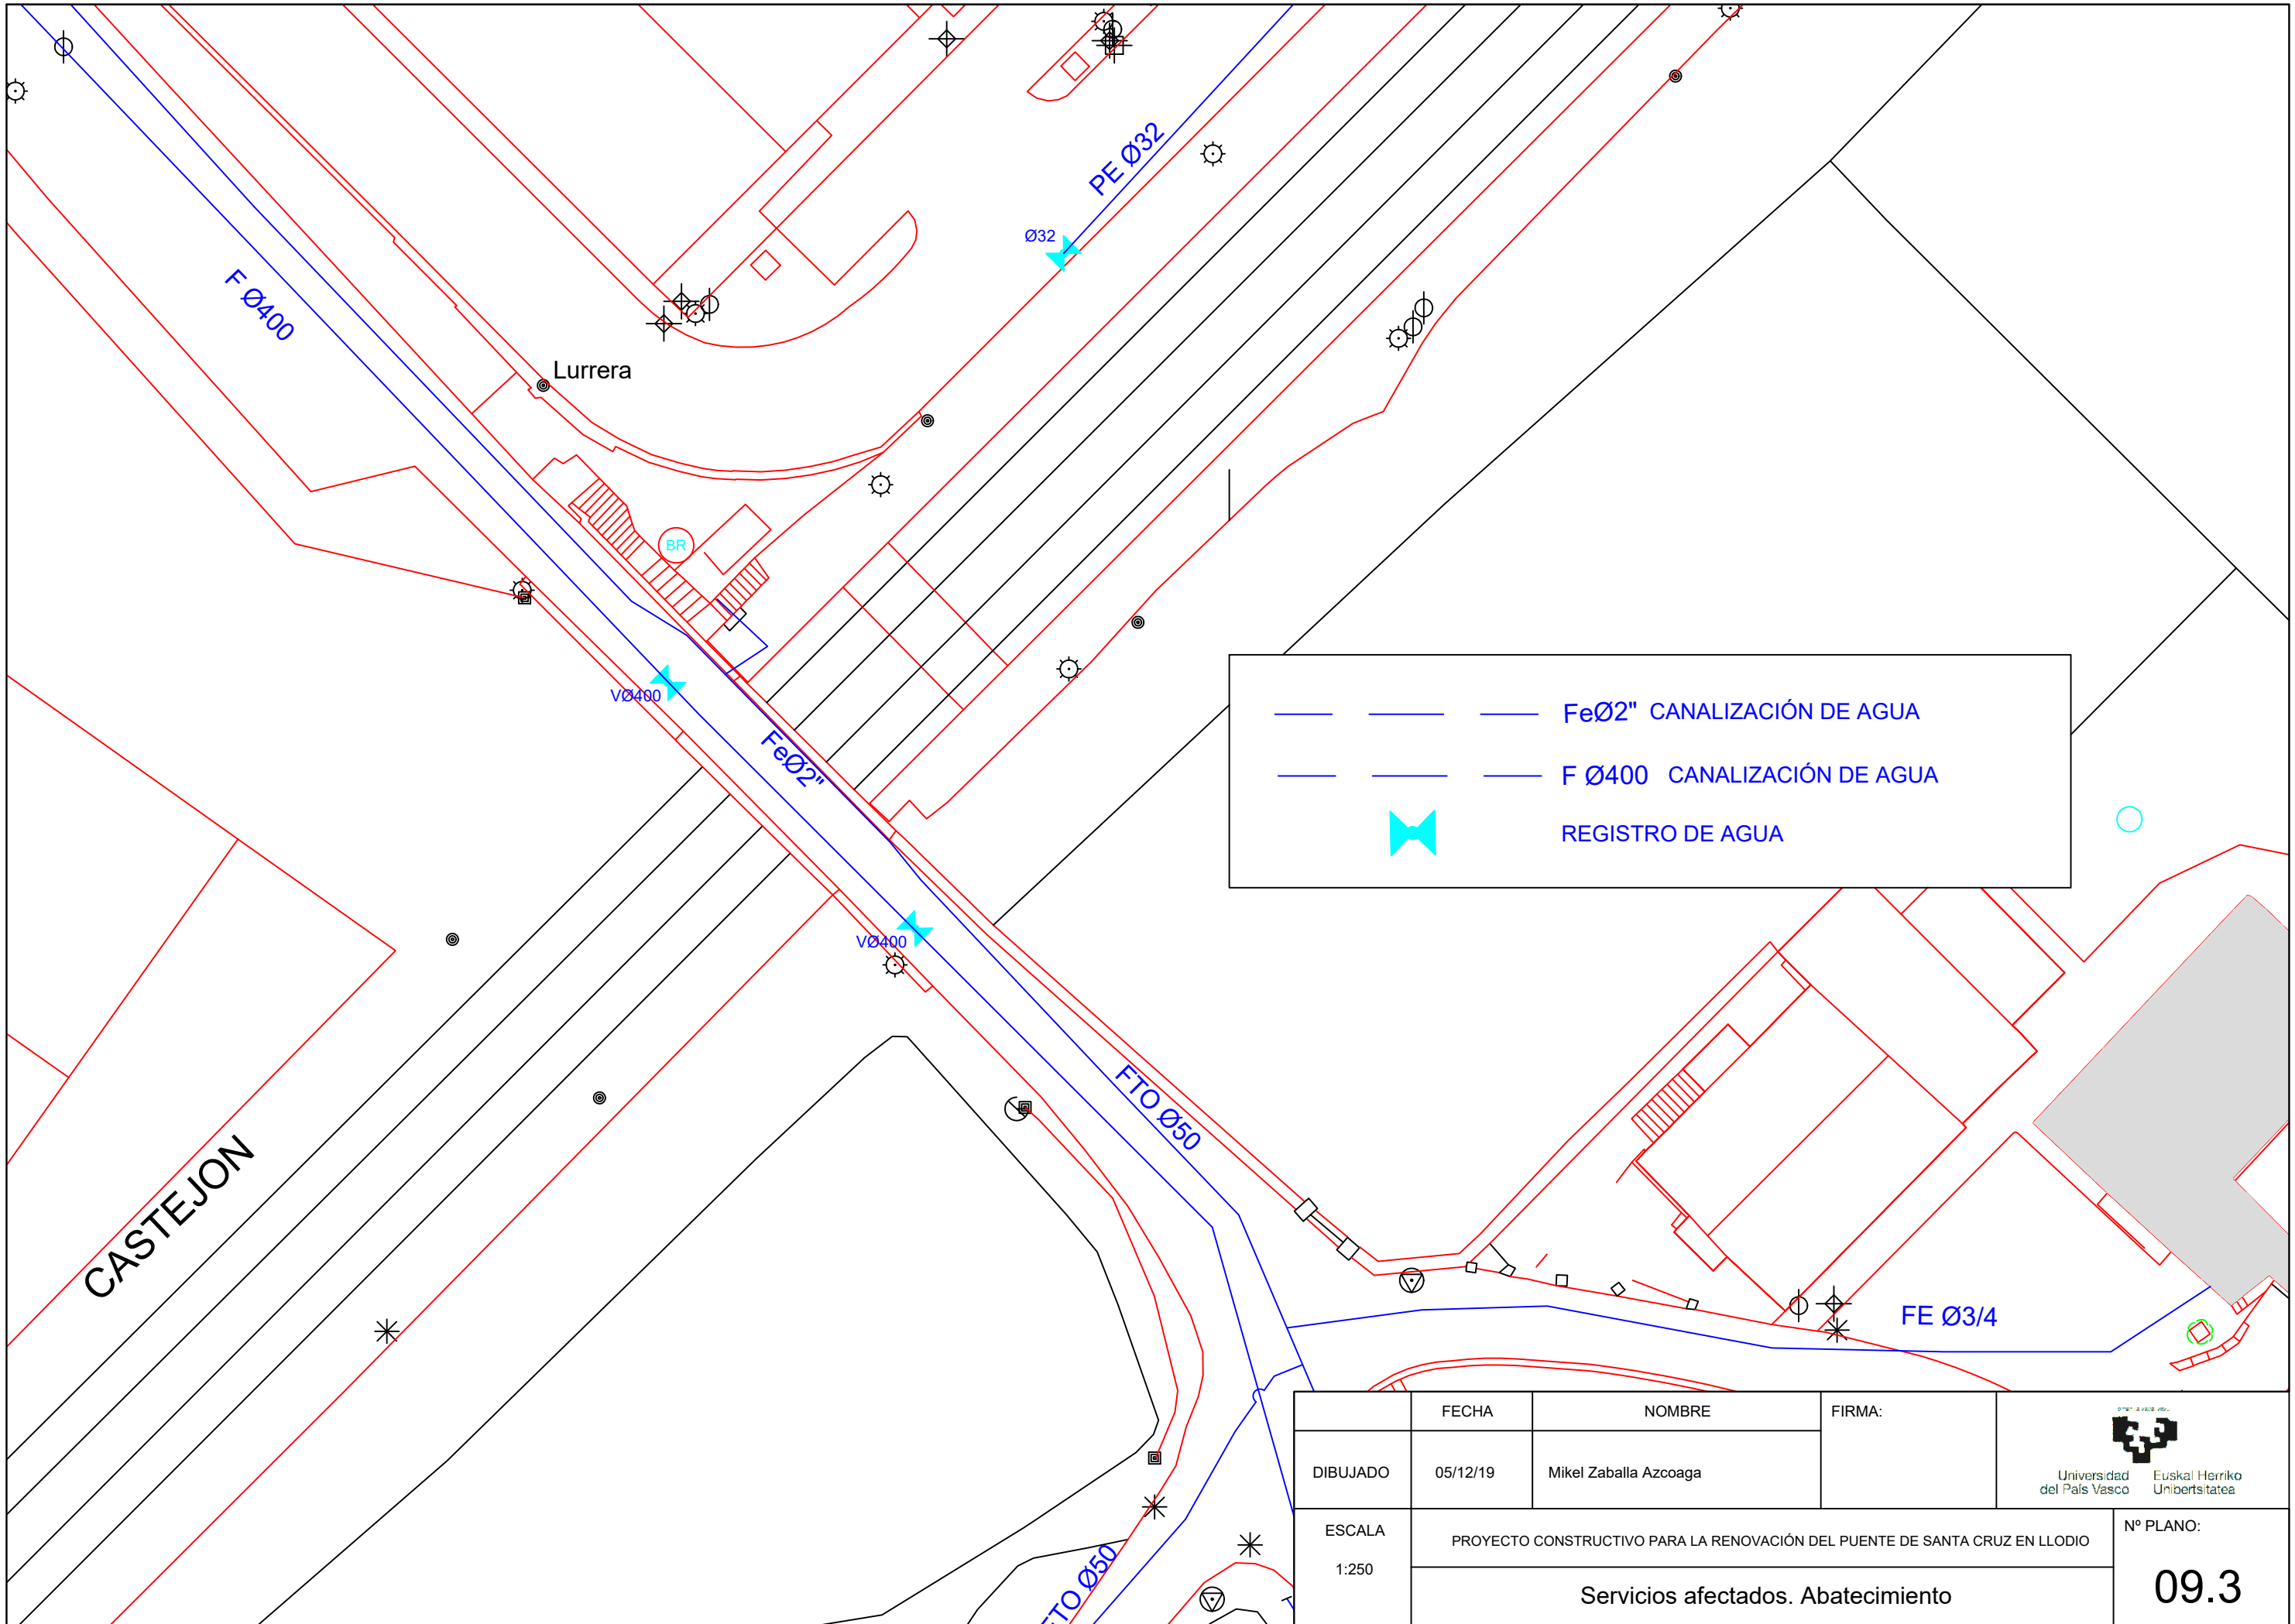 PE Ø32
Ø32
F Ø400
Lurrera
BR
VØ400
FeØ2"
FeØ2" CANALIZACIÓN DE AGUA
F Ø400 CANALIZACIÓN DE AGUA
REGISTRO DE AGUA
VØ400
FTO Ø50
CASTEJON
FE Ø3/4
FTO Ø50
FECHA
NOMBRE
FIRMA:
DIBUJADO
05/12/19
Mikel Zaballa Azcoaga
Universidad
del País Vasco
Euskal Herriko
Unibertsitatea
ESCALA
1:250
PROYECTO CONSTRUCTIVO PARA LA RENOVACIÓN DEL PUENTE DE SANTA CRUZ EN LLODIO
Servicios afectados. Abatecimiento
Nº PLANO:
09.3